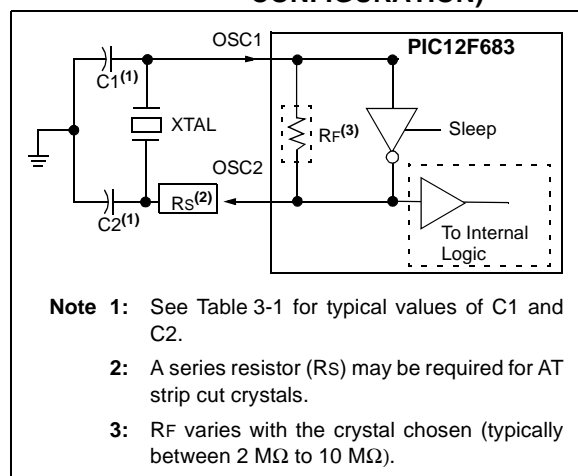 CONFIGURATION)
OSC1
PIC12F683
C1(1)
XTAL
RF(3)
Sleep
OSC2
C2(1)
RS(2)
To Internal
Logic
Note 1: See Table 3-1 for typical values of C1 and
C2.
2: A series resistor (RS) may be required for AT
strip cut crystals.
3: RF varies with the crystal chosen (typically
between 2 MΩ to 10 MΩ).